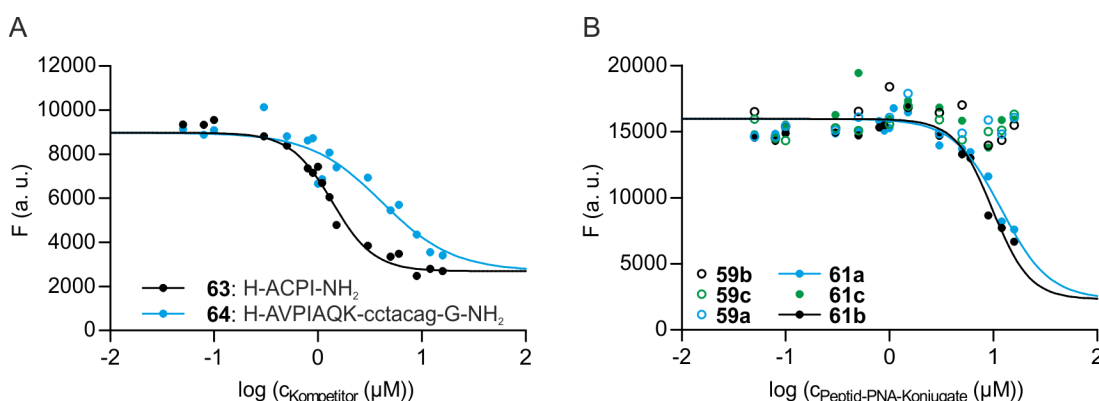 A
F (a. u.)
12000
10000
8000
6000
4000
2000
0
-2
-1
0
1
2
log (c_Kompetitor (µM))
63: H-ACPI-NH₂
64: H-AVPIAQK-cctacag-G-NH₂
B
F (a. u.)
20000
15000
10000
5000
0
-2
-1
0
1
2
log (c_Peptid-PNA-Konjugate (µM))
59b
59c
59a
61a
61c
61b